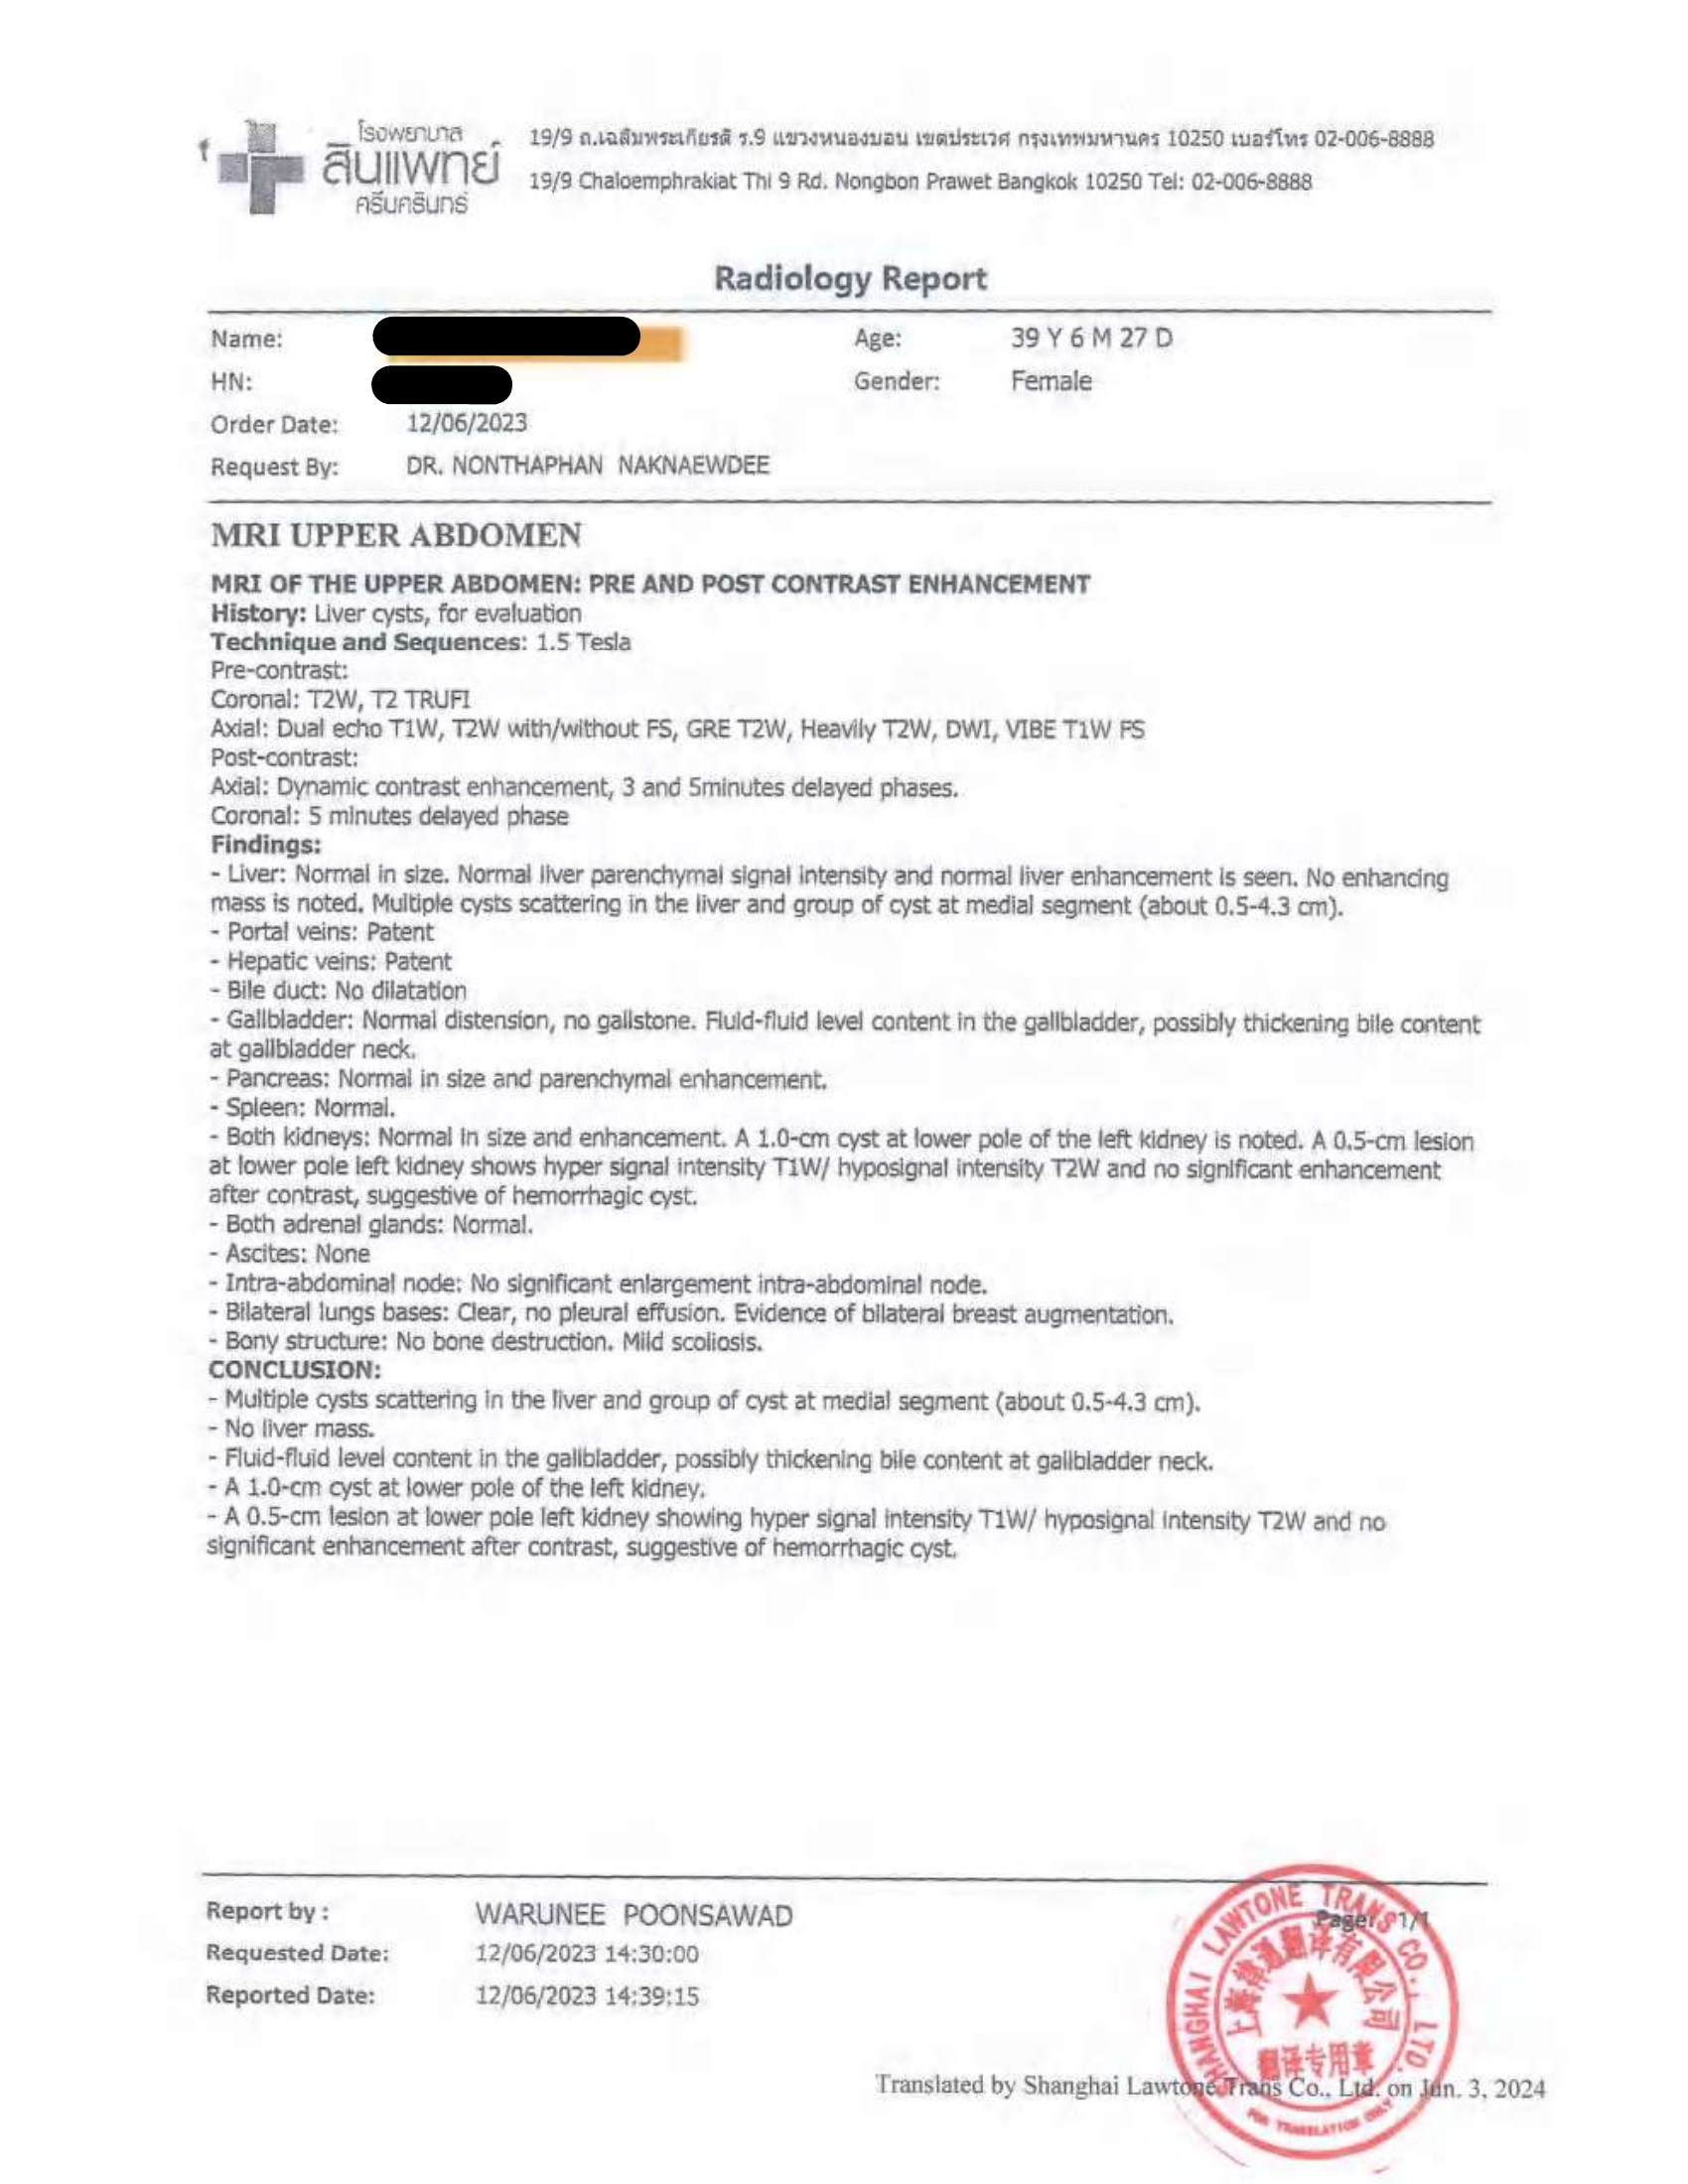 โรงพยาบาล
สินแพทย์
ศรีนครินทร์
19/9 ถ.เฉลิมพระเกียรติ ร.9 แขวงหนองบอน เขตประเวศ กรุงเทพมหานคร 10250 เบอร์โทร 02-006-8888
19/9 Chaloemphrakiat Thi 9 Rd. Nongbon Prawet Bangkok 10250 Tel: 02-006-8888
Radiology Report
Name: Age: 39 Y 6 M 27 D
HN: Gender: Female
Order Date: 12/06/2023
Request By: DR. NONTHAPHAN NAKNAEWDEE
MRI UPPER ABDOMEN
MRI OF THE UPPER ABDOMEN: PRE AND POST CONTRAST ENHANCEMENT
History: Liver cysts, for evaluation
Technique and Sequences: 1.5 Tesla
Pre-contrast:
Coronal: T2W, T2 TRUFI
Axial: Dual echo T1W, T2W with/without FS, GRE T2W, Heavily T2W, DWI, VIBE T1W FS
Post-contrast:
Axial: Dynamic contrast enhancement, 3 and 5minutes delayed phases.
Coronal: 5 minutes delayed phase
Findings:
- Liver: Normal in size. Normal liver parenchymal signal intensity and normal liver enhancement is seen. No enhancing
mass is noted. Multiple cysts scattering in the liver and group of cyst at medial segment (about 0.5-4.3 cm).
- Portal veins: Patent
- Hepatic veins: Patent
- Bile duct: No dilatation
- Gallbladder: Normal distension, no gallstone. Fluid-fluid level content in the gallbladder, possibly thickening bile content
at gallbladder neck.
- Pancreas: Normal in size and parenchymal enhancement.
- Spleen: Normal.
- Both kidneys: Normal in size and enhancement. A 1.0-cm cyst at lower pole of the left kidney is noted. A 0.5-cm lesion
at lower pole left kidney shows hyper signal intensity T1W/ hyposignal intensity T2W and no significant enhancement
after contrast, suggestive of hemorrhagic cyst.
- Both adrenal glands: Normal.
- Ascites: None
- Intra-abdominal node: No significant enlargement intra-abdominal node.
- Bilateral lungs bases: Clear, no pleural effusion. Evidence of bilateral breast augmentation.
- Bony structure: No bone destruction. Mild scoliosis.
CONCLUSION:
- Multiple cysts scattering in the liver and group of cyst at medial segment (about 0.5-4.3 cm).
- No liver mass.
- Fluid-fluid level content in the gallbladder, possibly thickening bile content at gallbladder neck.
- A 1.0-cm cyst at lower pole of the left kidney.
- A 0.5-cm lesion at lower pole left kidney showing hyper signal intensity T1W/ hyposignal intensity T2W and no
significant enhancement after contrast, suggestive of hemorrhagic cyst.
Report by : WARUNEE POONSAWAD
Page: 1/1
Requested Date: 12/06/2023 14:30:00
Reported Date: 12/06/2023 14:39:15
SHANGHAI LAWTONE TRANS CO., LTD.
上海律通翻译有限公司
翻译专用章
FOR TRANSLATION ONLY
Translated by Shanghai Lawtone Trans Co., Ltd. on Jun. 3, 2024